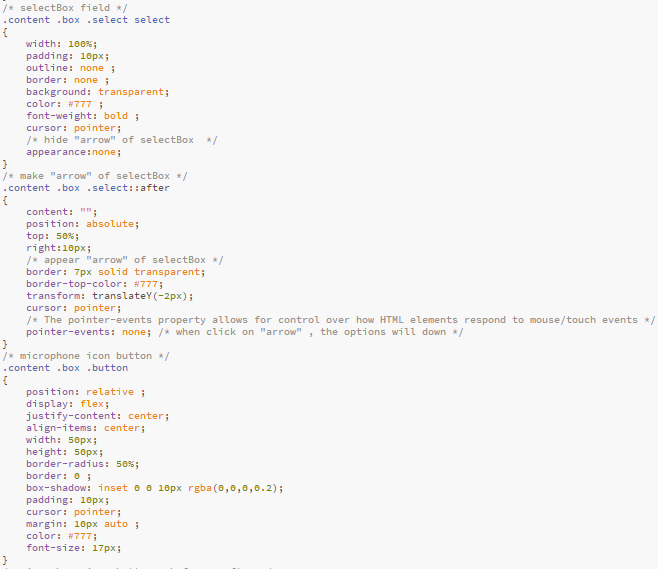 /* selectBox field */
.content .box .select select
{
    width: 100%;
    padding: 10px;
    outline: none ;
    border: none ;
    background: transparent;
    color: #777 ;
    font-weight: bold ;
    cursor: pointer;
    /* hide "arrow" of selectBox  */
    appearance:none;
}
/* make "arrow" of selectBox */
.content .box .select::after
{
    content: "";
    position: absolute;
    top: 50%;
    right:10px;
    /* appear "arrow" of selectBox */
    border: 7px solid transparent;
    border-top-color: #777;
    transform: translateY(-2px);
    cursor: pointer;
    /* The pointer-events property allows for control over how HTML elements respond to mouse/touch events */
    pointer-events: none; /* when click on "arrow" , the options will down */
}
/* microphone icon button */
.content .box .button
{
    position: relative ;
    display: flex;
    justify-content: center;
    align-items: center;
    width: 50px;
    height: 50px;
    border-radius: 50%;
    border: 0 ;
    box-shadow: inset 0 0 10px rgba(0,0,0,0.2);
    padding: 10px;
    cursor: pointer;
    margin: 10px auto ;
    color: #777;
    font-size: 17px;
}